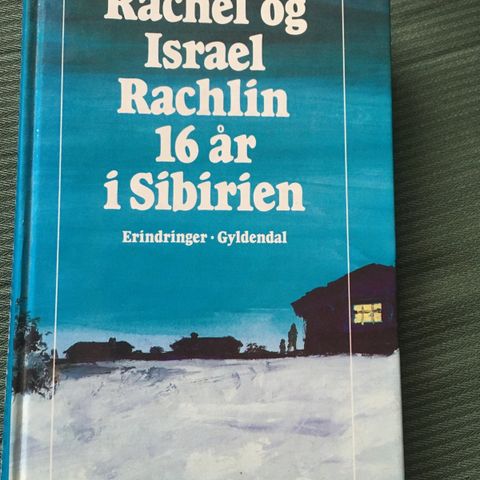 Rachel og
Israel
Rachlin
16 år
i Sibirien
Erindringer · Gyldendal